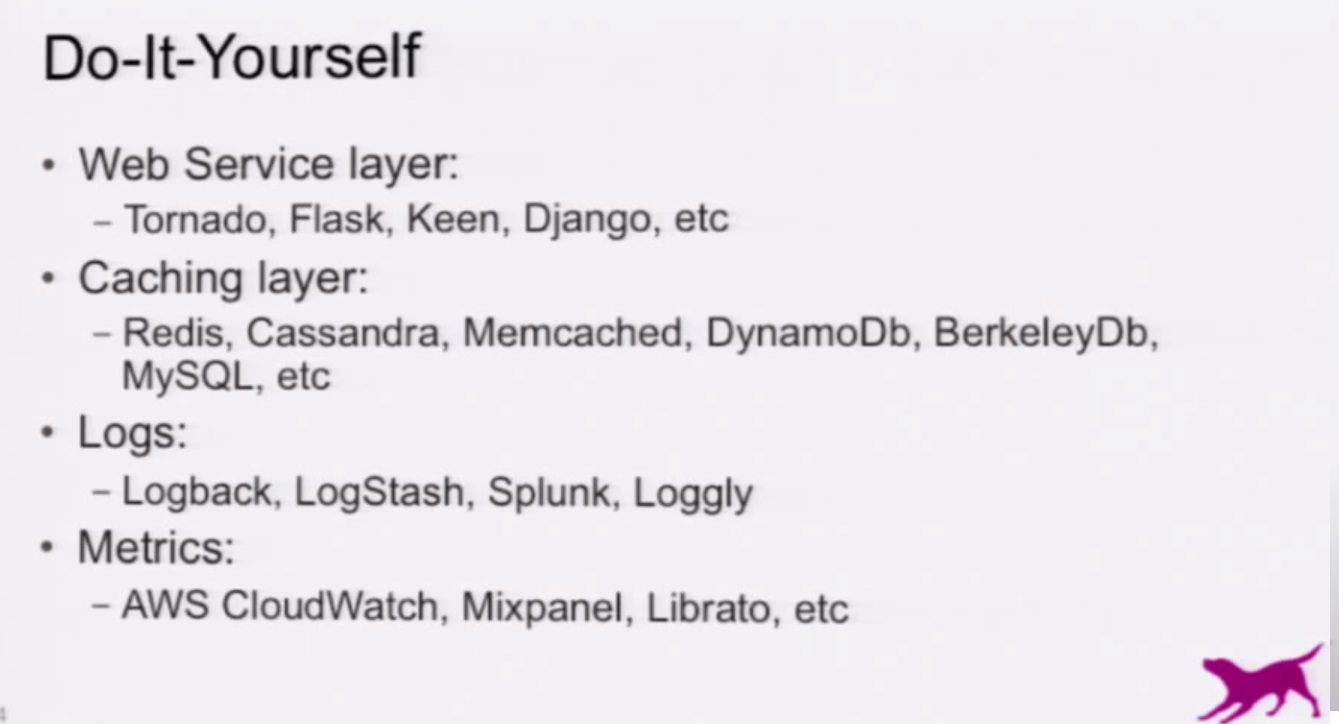 Do-It-Yourself
• Web Service layer:
– Tornado, Flask, Keen, Django, etc
• Caching layer:
– Redis, Cassandra, Memcached, DynamoDb, BerkeleyDb,
MySQL, etc
• Logs:
– Logback, LogStash, Splunk, Loggly
• Metrics:
– AWS CloudWatch, Mixpanel, Librato, etc